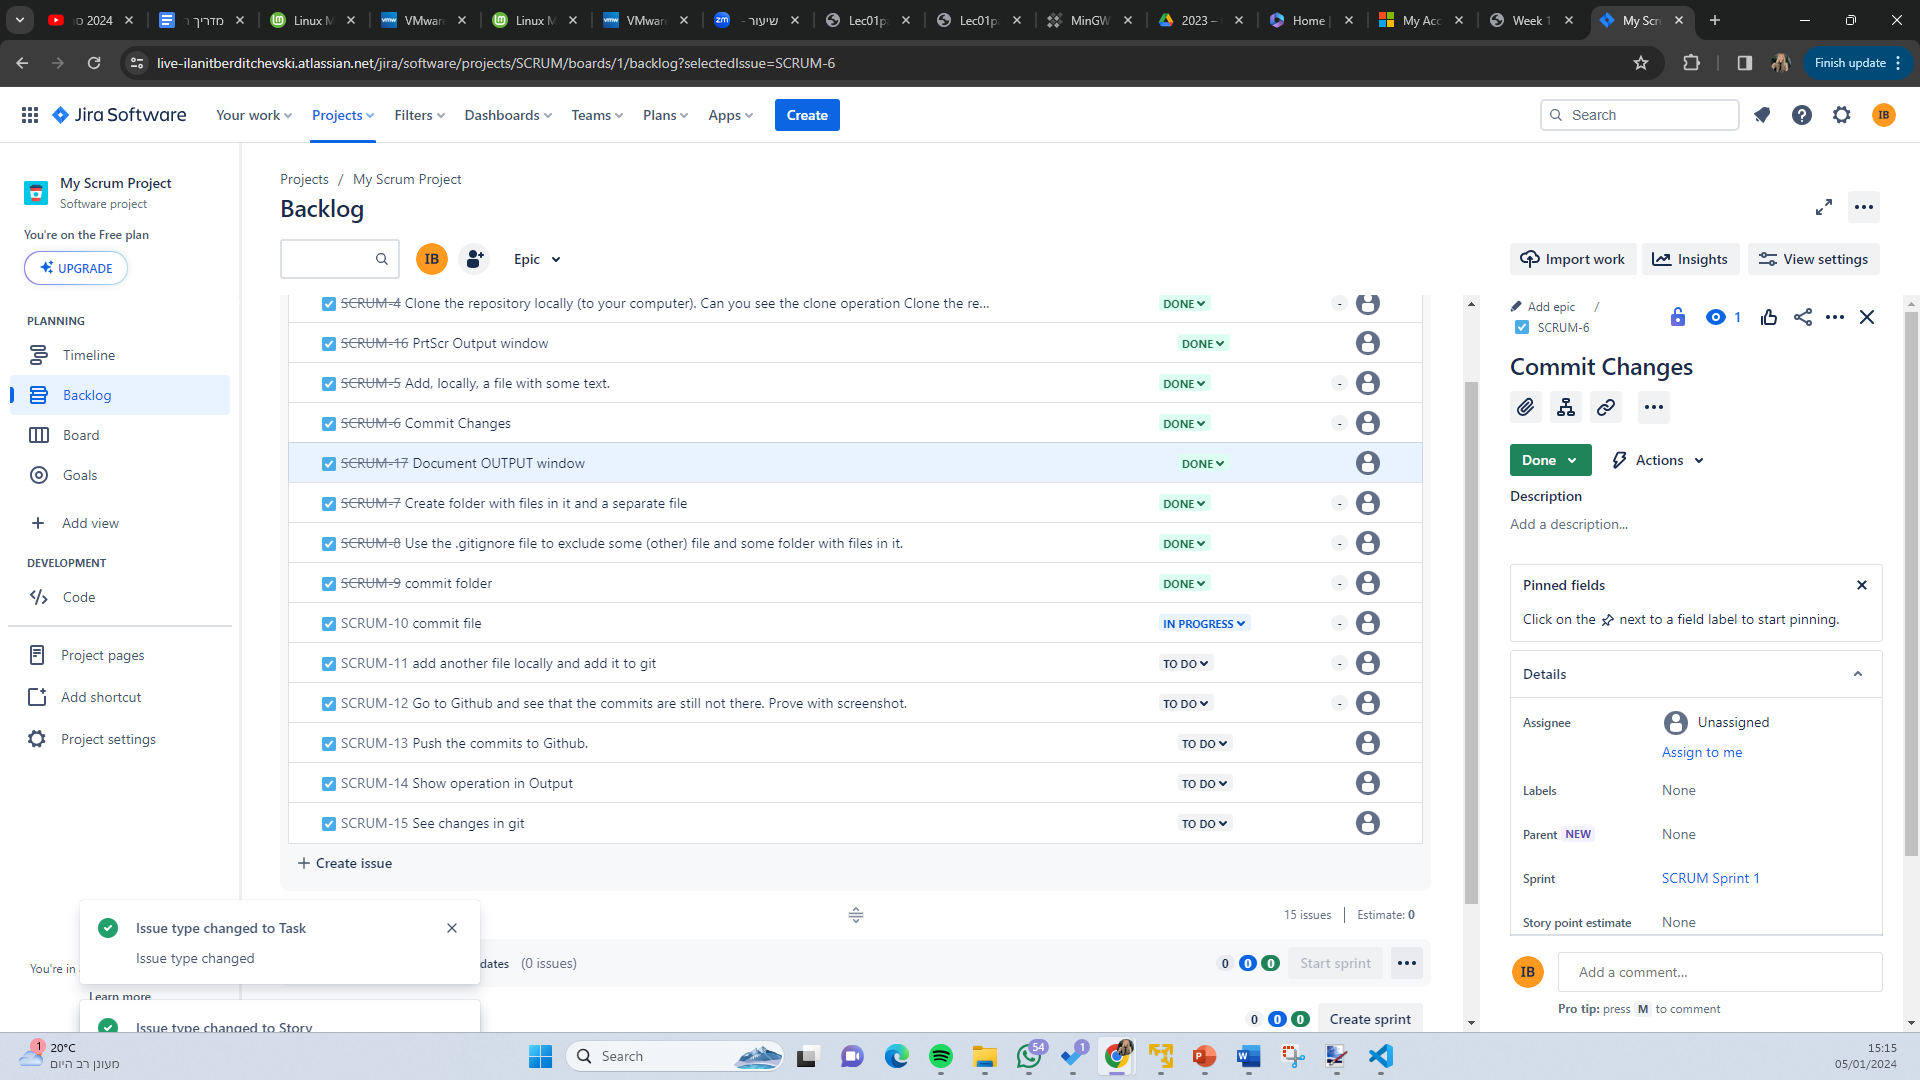 2024 סר
מדריך ר
Linux M
VMware
Linux M
VMware
שיעור -
Lec01pa
Lec01pa
MinGW
2023 –
Home |
My Acc
Week 1
My Scru
live-ilanitberditchevski.atlassian.net/jira/software/projects/SCRUM/boards/1/backlog?selectedIssue=SCRUM-6
Finish update
Jira Software
Your work
Projects
Filters
Dashboards
Teams
Plans
Apps
Create
Search
IB
My Scrum Project
Software project
You're on the Free plan
UPGRADE
PLANNING
Timeline
Backlog
Board
Goals
Add view
DEVELOPMENT
Code
Project pages
Add shortcut
Project settings
You're in a
Learn more
Projects / My Scrum Project
Backlog
IB
Epic
Import work
Insights
View settings
SCRUM-4 Clone the repository locally (to your computer). Can you see the clone operation Clone the re... DONE -
SCRUM-16 PrtScr Output window DONE
SCRUM-5 Add, locally, a file with some text. DONE -
SCRUM-6 Commit Changes DONE -
SCRUM-17 Document OUTPUT window DONE
SCRUM-7 Create folder with files in it and a separate file DONE -
SCRUM-8 Use the .gitignore file to exclude some (other) file and some folder with files in it. DONE -
SCRUM-9 commit folder DONE -
SCRUM-10 commit file IN PROGRESS -
SCRUM-11 add another file locally and add it to git TO DO -
SCRUM-12 Go to Github and see that the commits are still not there. Prove with screenshot. TO DO -
SCRUM-13 Push the commits to Github. TO DO
SCRUM-14 Show operation in Output TO DO
SCRUM-15 See changes in git TO DO
+ Create issue
15 issues | Estimate: 0
dates (0 issues) 0 0 0 Start sprint
0 0 0 Create sprint
Issue type changed to Task
Issue type changed
Issue type changed to Story
Add epic /
SCRUM-6
1
Commit Changes
Done
Actions
Description
Add a description...
Pinned fields
Click on the next to a field label to start pinning.
Details
Assignee Unassigned
Assign to me
Labels None
Parent NEW None
Sprint SCRUM Sprint 1
Story point estimate None
IB
Add a comment...
Pro tip: press M to comment
1
20°C
מעונן רב היום
Search
54
1
15:15
05/01/2024